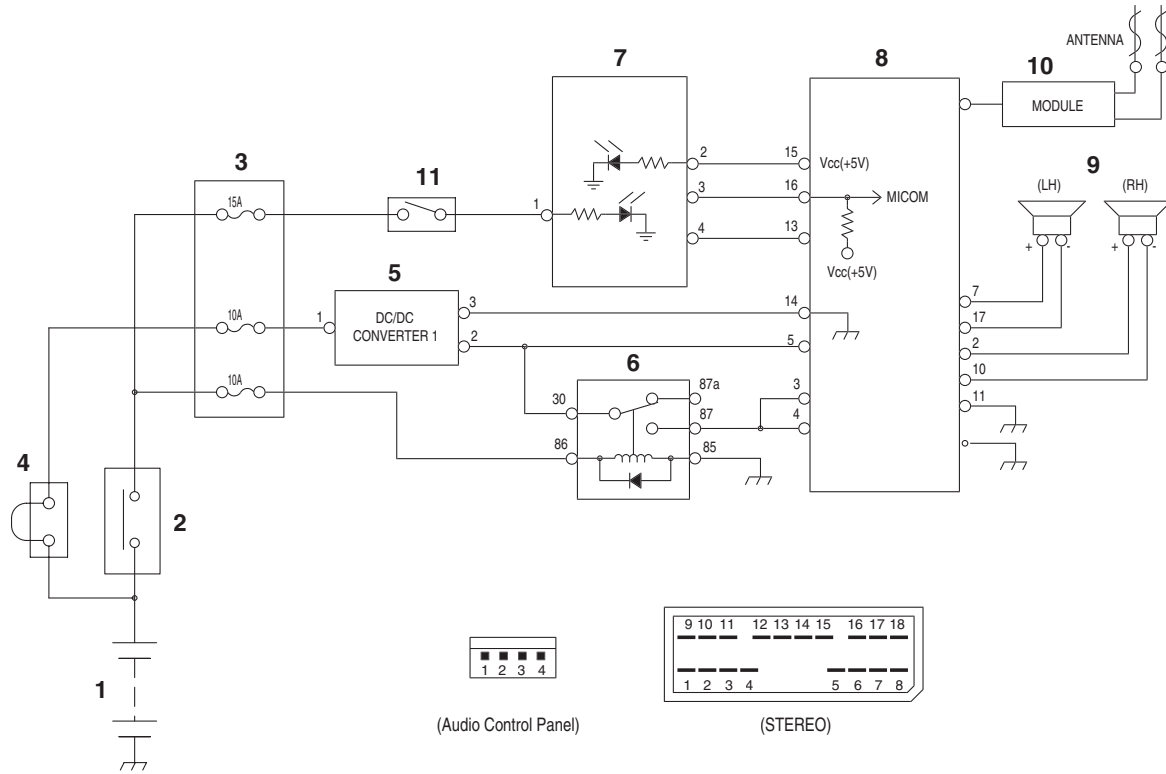 ANTENNA
7
8
10
MODULE
3
11
9
(LH)
(RH)
15A
1
2
15
Vcc(+5V)
3
16
MICOM
4
13
Vcc(+5V)
+
-
+
-
5
10A
1
DC/DC
CONVERTER 1
3
14
2
5
7
17
2
10
11
10A
6
87a
30
87
3
4
86
85
4
2
1
1 2 3 4
(Audio Control Panel)
9 10 11 12 13 14 15 16 17 18
1 2 3 4 5 6 7 8
(STEREO)